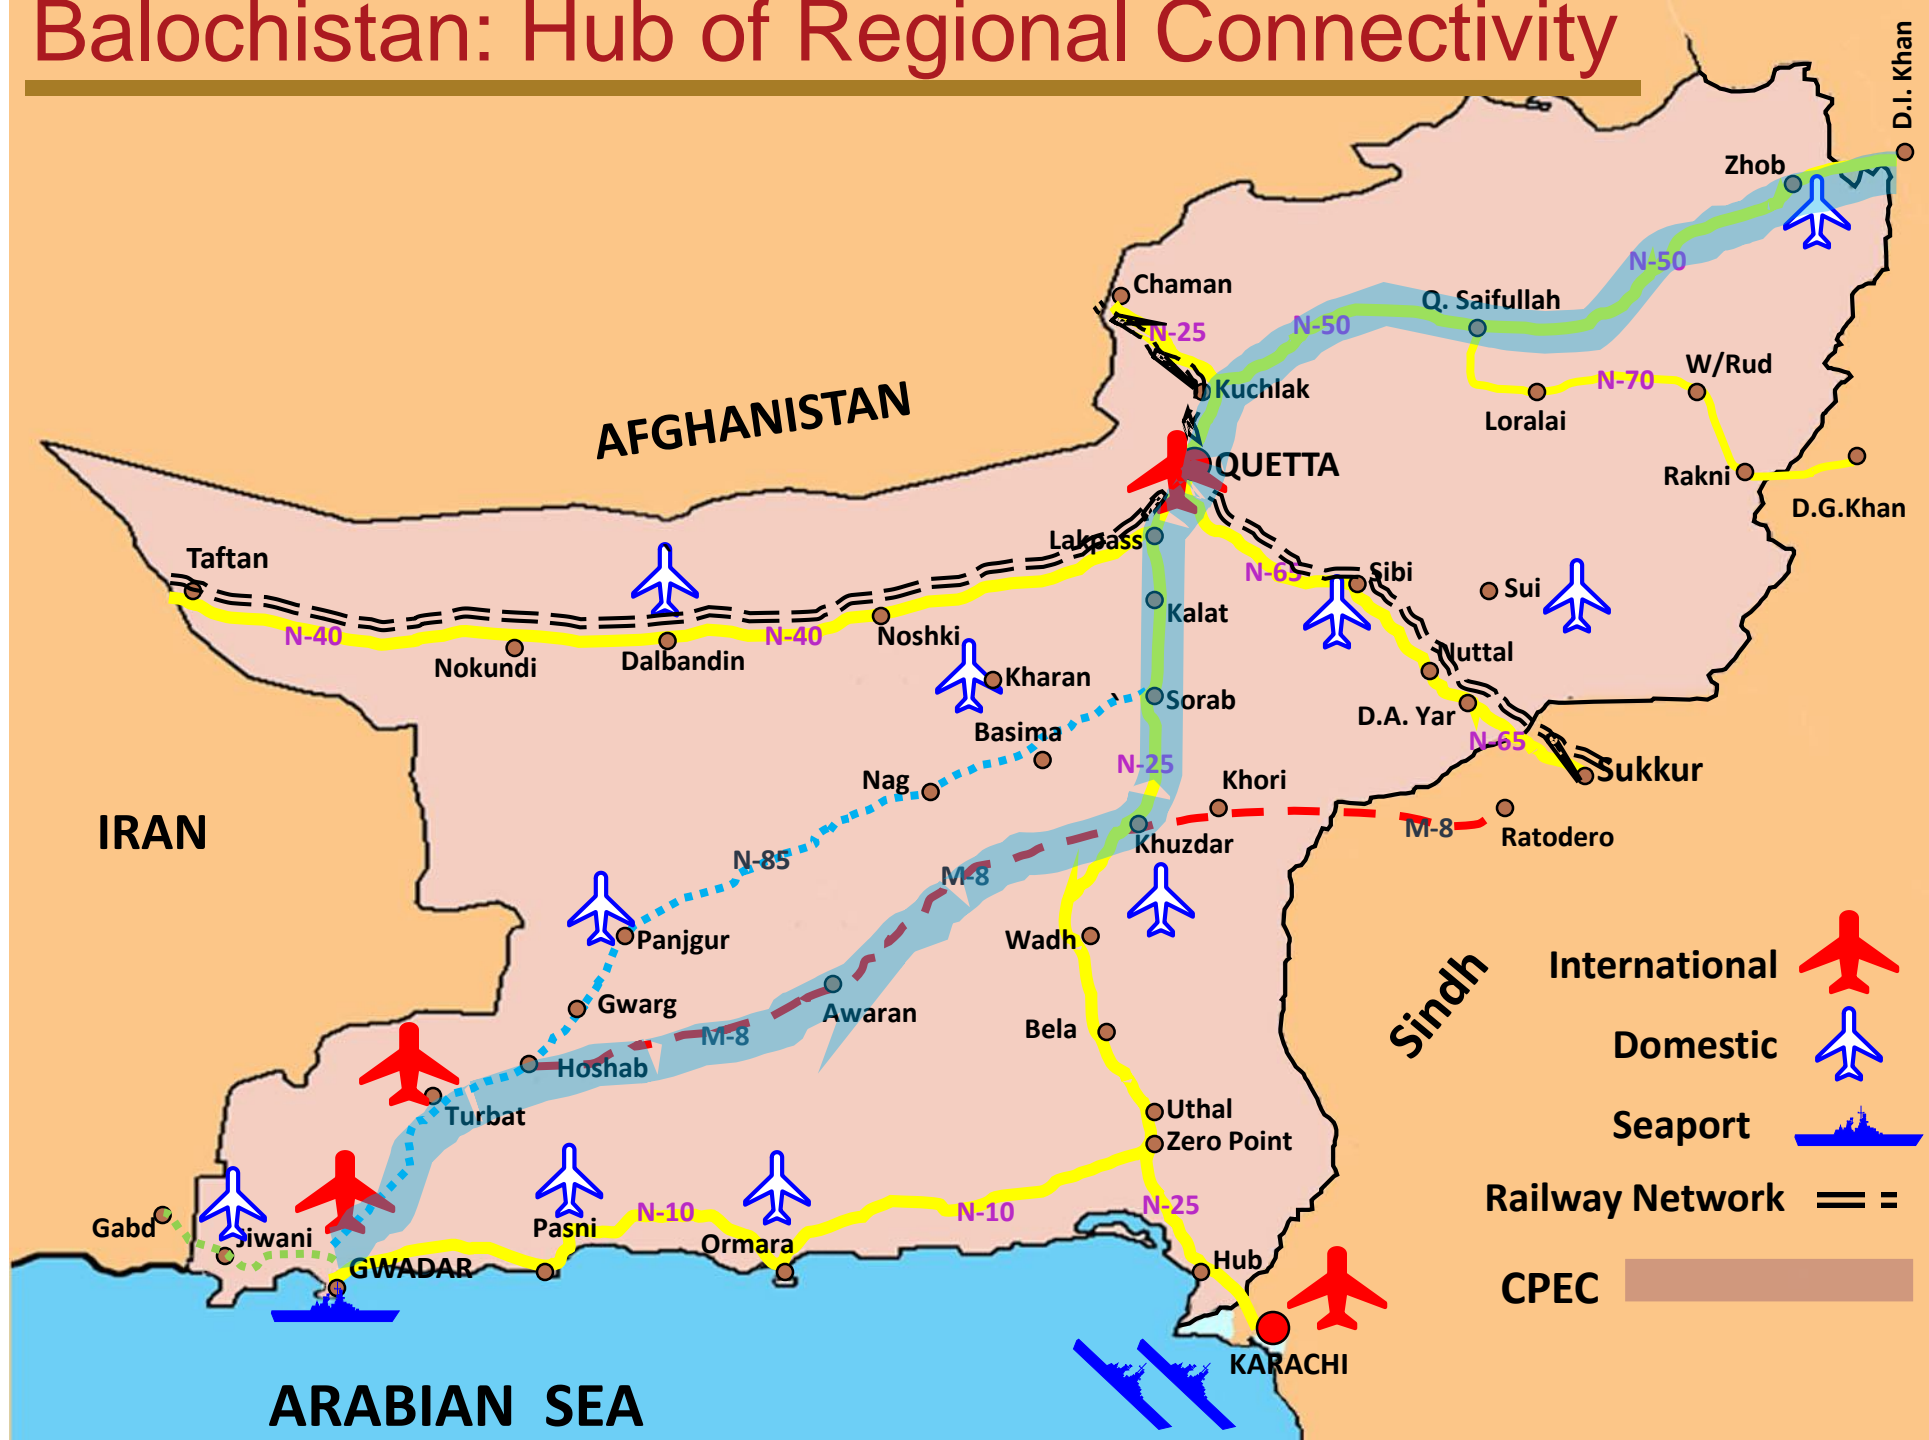 Balochistan: Hub of Regional Connectivity
D.I. Khan
Zhob
N-50
Chaman
Q. Saifullah
N-25
N-50
W/Rud
Kuchlak
N-70
AFGHANISTAN
Loralai
QUETTA
Rakni
D.G.Khan
Lakpass
Taftan
N-65
Sibi
Sui
Kalat
N-40
N-40
Noshki
Nokundi
Dalbandin
Nuttal
Kharan
Sorab
D.A. Yar
Basima
N-65
N-25
Sukkur
Nag
Khori
IRAN
M-8
Ratodero
Khuzdar
N-85
M-8
Panjgur
Wadh
Sindh
International
Gwarg
Awaran
Bela
M-8
Domestic
Hoshab
Turbat
Uthal
Seaport
Zero Point
Railway Network
N-10
N-10
N-25
Gabd
Jiwani
Pasni
Ormara
GWADAR
Hub
CPEC
KARACHI
ARABIAN SEA